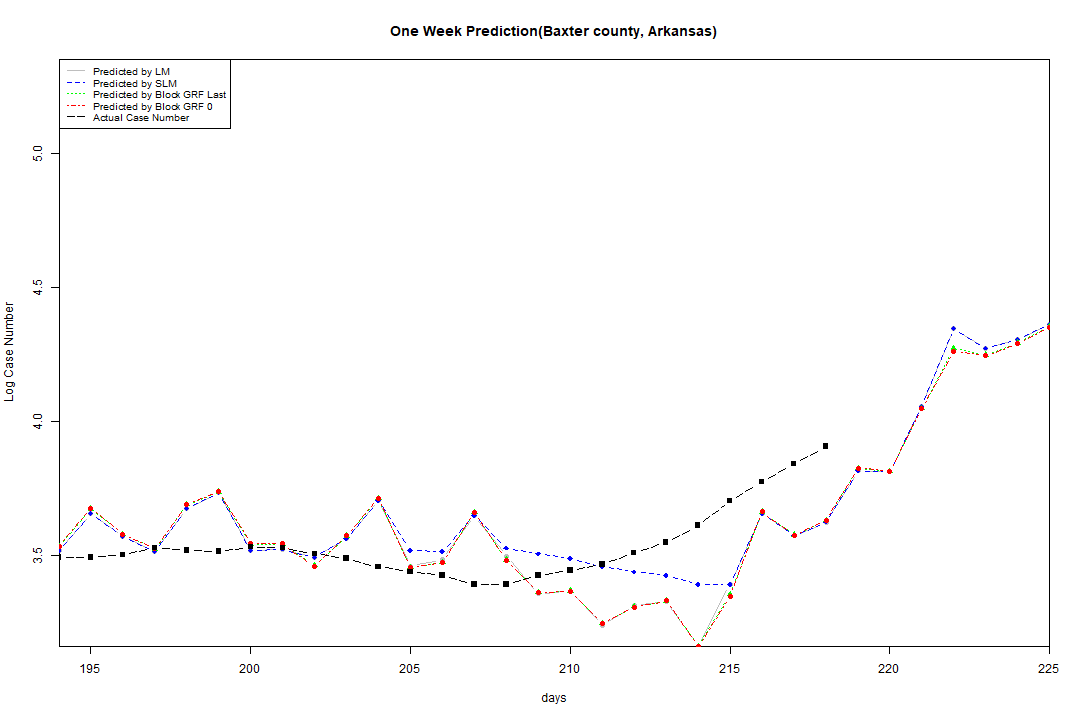 One Week Prediction(Baxter county, Arkansas)
Predicted by LM
Predicted by SLM
Predicted by Block GRF Last
Predicted by Block GRF 0
Actual Case Number
5.0
4.5
4.0
3.5
Log Case Number
195 200 205 210 215 220 225
days